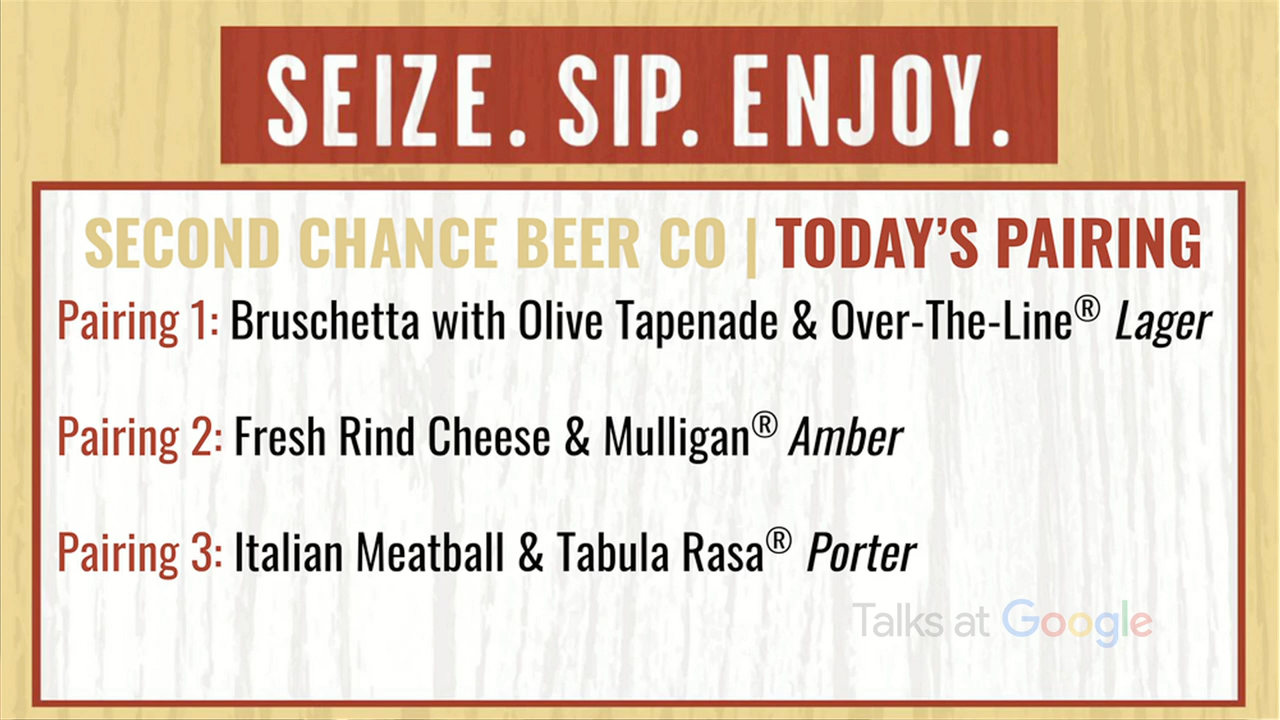 SEIZE. SIP. ENJOY.
SECOND CHANCE BEER CO | TODAY’S PAIRING
Pairing 1: Bruschetta with Olive Tapenade & Over-The-Line® Lager
Pairing 2: Fresh Rind Cheese & Mulligan® Amber
Pairing 3: Italian Meatball & Tabula Rasa® Porter
Talks at Google